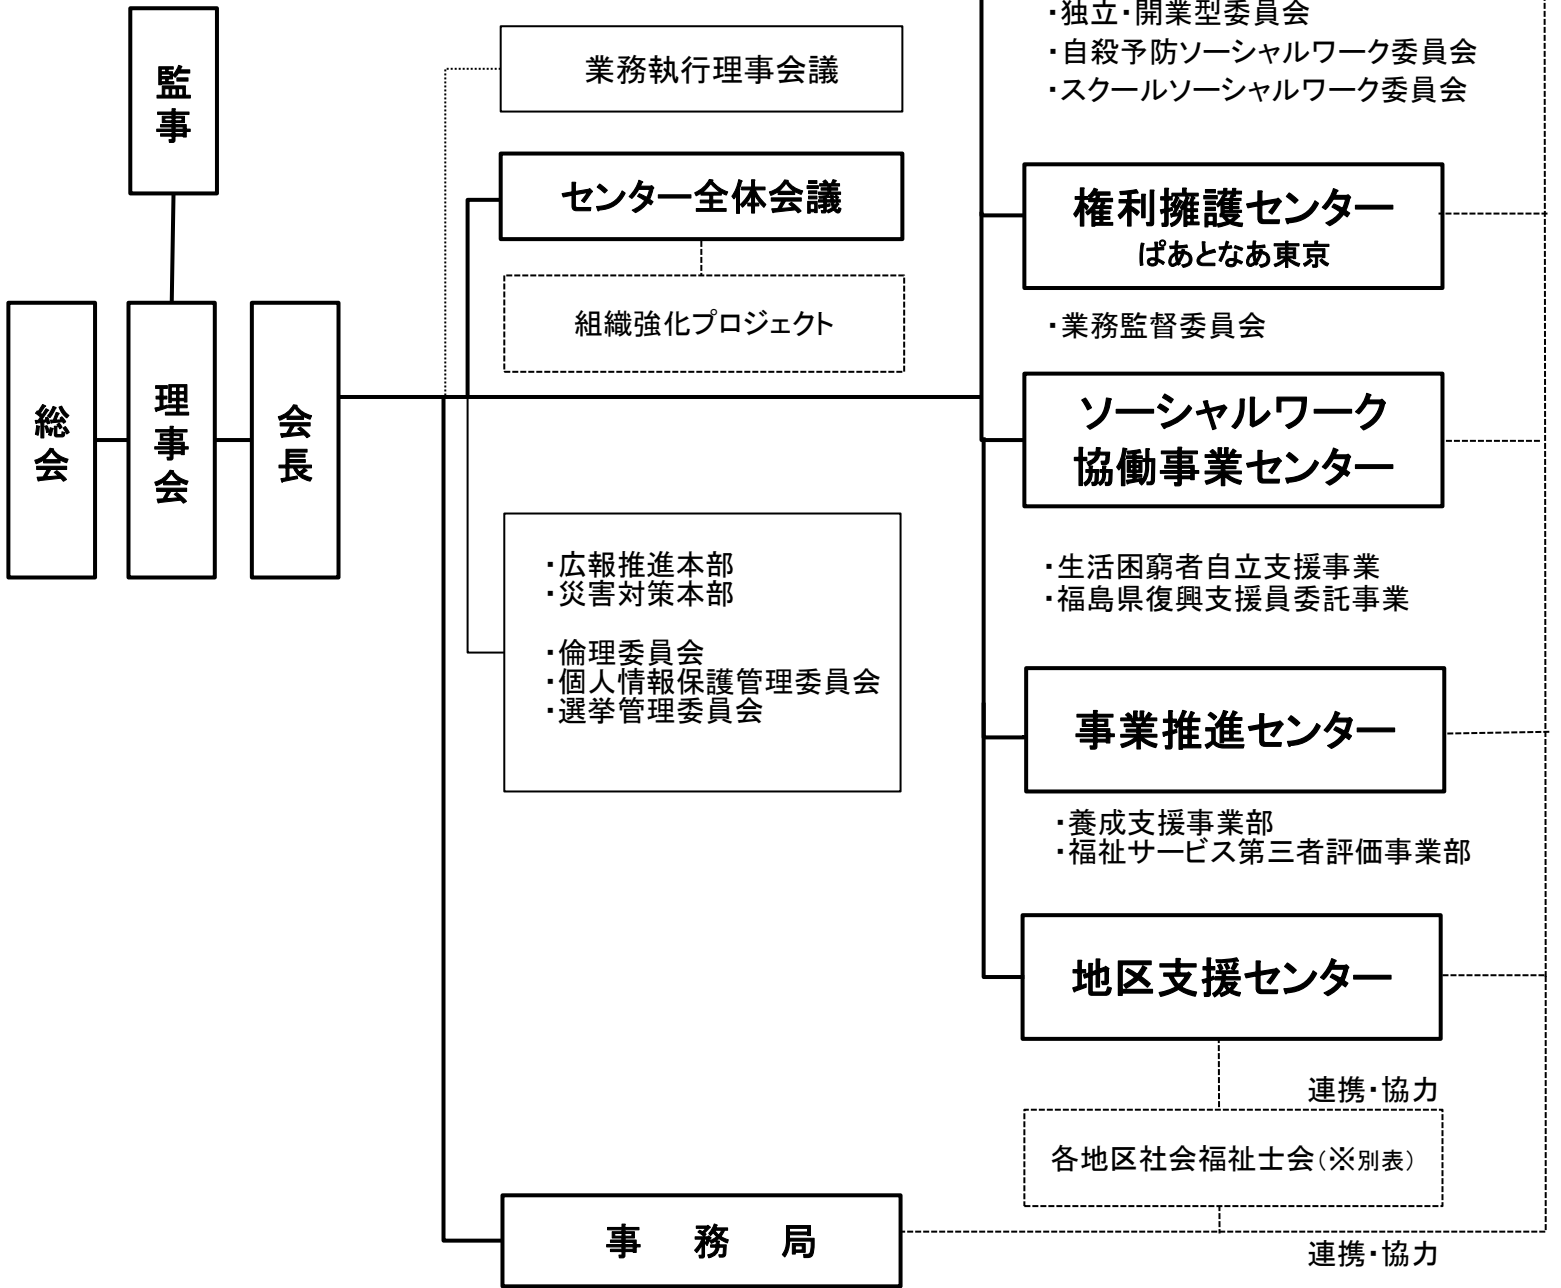 監事
総会
理事会
会長
業務執行理事会議
センター全体会議
組織強化プロジェクト
・広報推進本部
・災害対策本部
・倫理委員会
・個人情報保護管理委員会
・選挙管理委員会
事 務 局
・独立・開業型委員会
・自殺予防ソーシャルワーク委員会
・スクールソーシャルワーク委員会
権利擁護センター
ぱあとなあ東京
・業務監督委員会
ソーシャルワーク
協働事業センター
・生活困窮者自立支援事業
・福島県復興支援員委託事業
事業推進センター
・養成支援事業部
・福祉サービス第三者評価事業部
地区支援センター
連携・協力
各地区社会福祉士会(※別表)
連携・協力